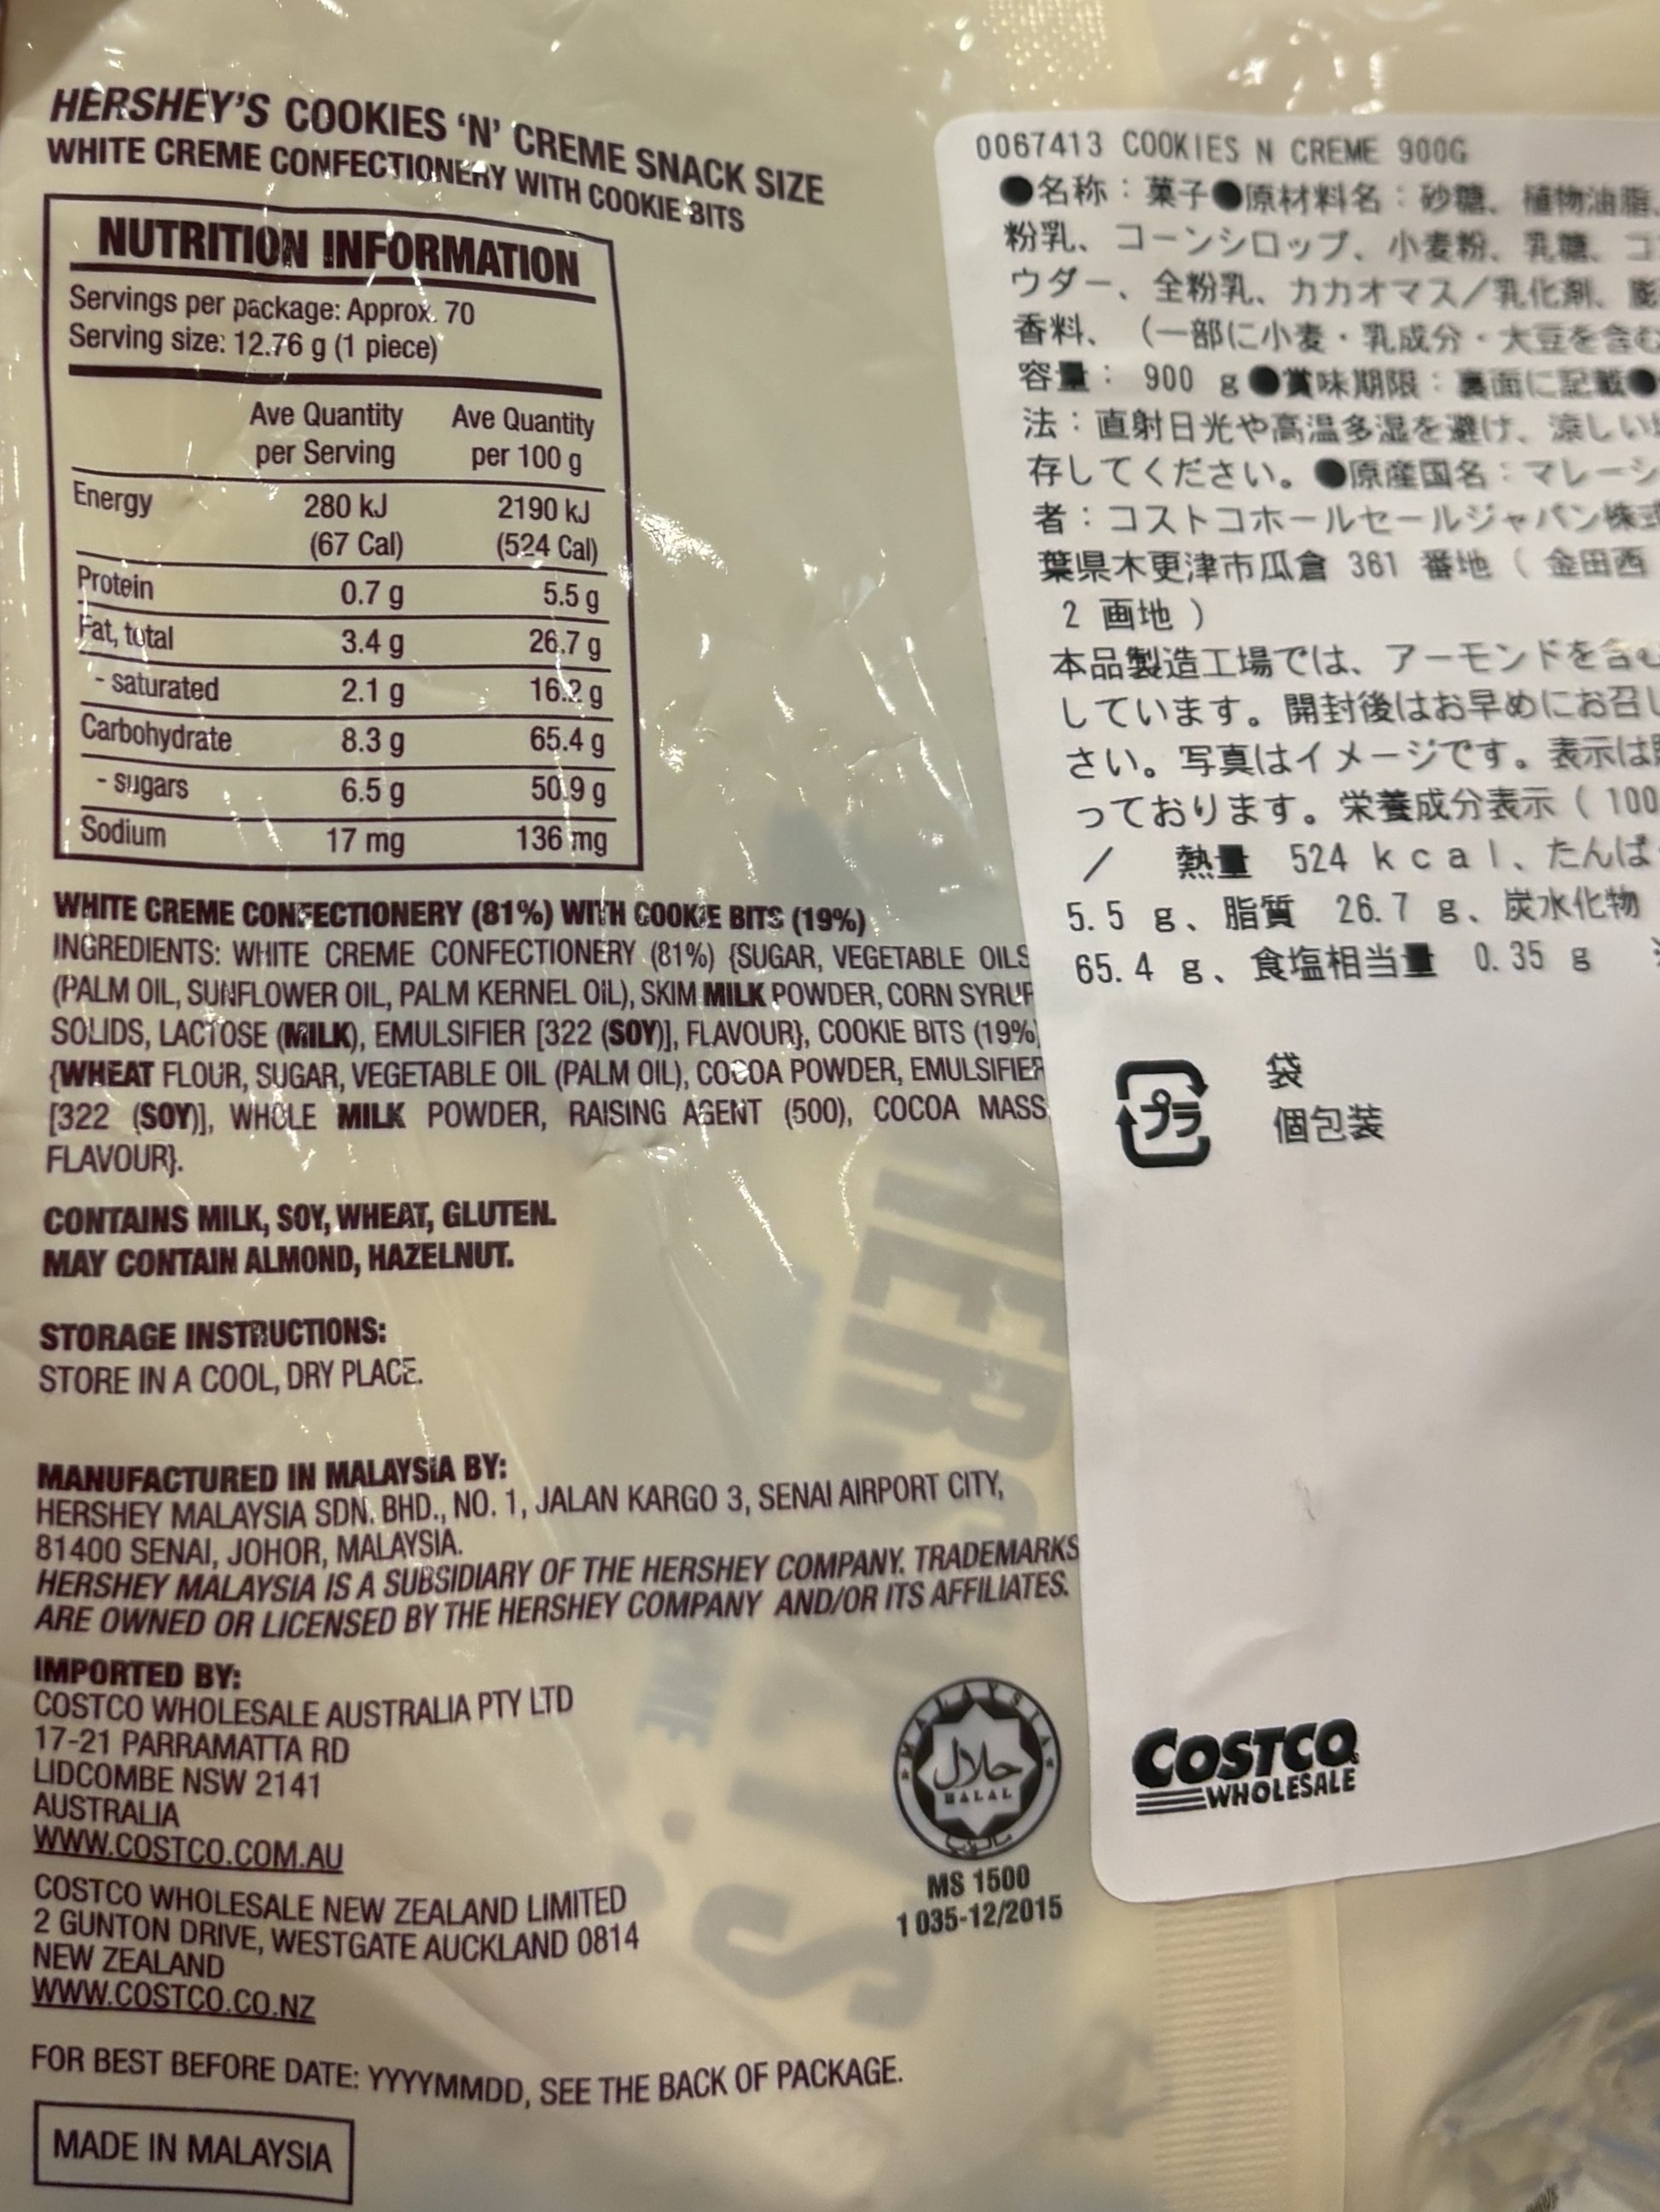 HERSHEY'S COOKIES 'N' CREME SNACK SIZE
WHITE CREME CONFECTIONERY WITH COOKIE BITS
NUTRITION INFORMATION
Servings per package: Approx. 70
Serving size: 12.76 g (1 piece)
Ave Quantity per Serving Ave Quantity per 100 g
Energy 280 kJ 2190 kJ
(67 Cal) (524 Cal)
Protein 0.7 g 5.5 g
Fat, total 3.4 g 26.7 g
- saturated 2.1 g 16.2 g
Carbohydrate 8.3 g 65.4 g
- sugars 6.5 g 50.9 g
Sodium 17 mg 136 mg
WHITE CREME CONFECTIONERY (81%) WITH COOKIE BITS (19%)
INGREDIENTS: WHITE CREME CONFECTIONERY (81%) {SUGAR, VEGETABLE OILS
(PALM OIL, SUNFLOWER OIL, PALM KERNEL OIL), SKIM MILK POWDER, CORN SYRUP
SOLIDS, LACTOSE (MILK), EMULSIFIER [322 (SOY)], FLAVOUR}, COOKIE BITS (19%)
{WHEAT FLOUR, SUGAR, VEGETABLE OIL (PALM OIL), COCOA POWDER, EMULSIFIER
[322 (SOY)], WHOLE MILK POWDER, RAISING AGENT (500), COCOA MASS
FLAVOUR}.
CONTAINS MILK, SOY, WHEAT, GLUTEN.
MAY CONTAIN ALMOND, HAZELNUT.
STORAGE INSTRUCTIONS:
STORE IN A COOL, DRY PLACE.
MANUFACTURED IN MALAYSIA BY:
HERSHEY MALAYSIA SDN. BHD., NO. 1, JALAN KARGO 3, SENAI AIRPORT CITY,
81400 SENAI, JOHOR, MALAYSIA.
HERSHEY MALAYSIA IS A SUBSIDIARY OF THE HERSHEY COMPANY. TRADEMARKS
ARE OWNED OR LICENSED BY THE HERSHEY COMPANY AND/OR ITS AFFILIATES.
IMPORTED BY:
COSTCO WHOLESALE AUSTRALIA PTY LTD
17-21 PARRAMATTA RD
LIDCOMBE NSW 2141
AUSTRALIA
WWW.COSTCO.COM.AU
COSTCO WHOLESALE NEW ZEALAND LIMITED
2 GUNTON DRIVE, WESTGATE AUCKLAND 0814
NEW ZEALAND
WWW.COSTCO.CO.NZ
FOR BEST BEFORE DATE: YYYYMMDD, SEE THE BACK OF PACKAGE.
MADE IN MALAYSIA
MALAYSIA
حلال
HALAL
MS 1500
1 035-12/2015
0067413 COOKIES N CREME 900G
●名称：菓子●原材料名：砂糖、植物油脂、
粉乳、コーンシロップ、小麦粉、乳糖、コ
ウダー、全粉乳、カカオマス／乳化剤、膨
香料、（一部に小麦・乳成分・大豆を含む
容量： 900 g●賞味期限：裏面に記載●
法：直射日光や高温多湿を避け、涼しい
存してください。●原産国名：マレーシ
者：コストコホールセールジャパン株式
葉県木更津市瓜倉 361 番地（ 金田西
2 画地 ）
本品製造工場では、アーモンドを含む
しています。開封後はお早めにお召し
さい。写真はイメージです。表示は
っております。栄養成分表示（ 100
／ 熱量 524 kcal、たんぱ
5.5 g、脂質 26.7 g、炭水化物
65.4 g、食塩相当量 0.35 g
プラ
袋
個包装
COSTCO
WHOLESALE